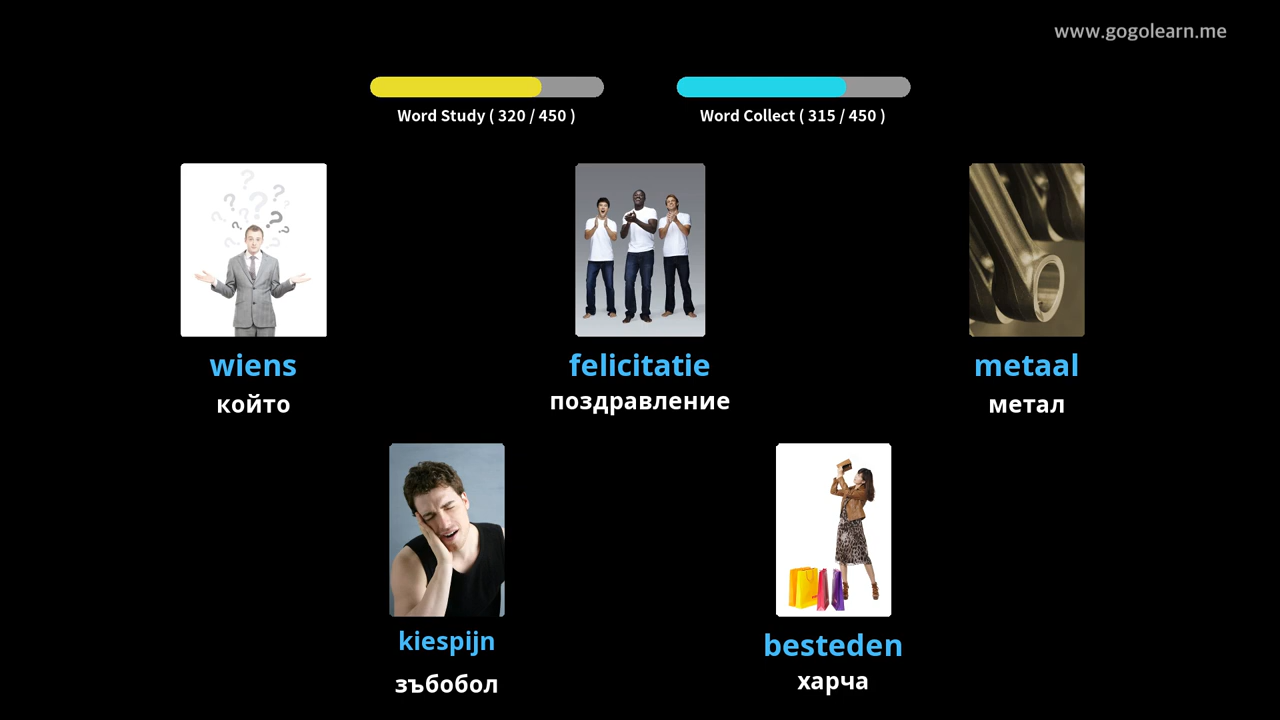 www.gogolearn.me
Word Study ( 320 / 450 )
Word Collect ( 315 / 450 )
wiens
който
felicitatie
поздравление
metaal
метал
kiespijn
зъбобол
besteden
харча